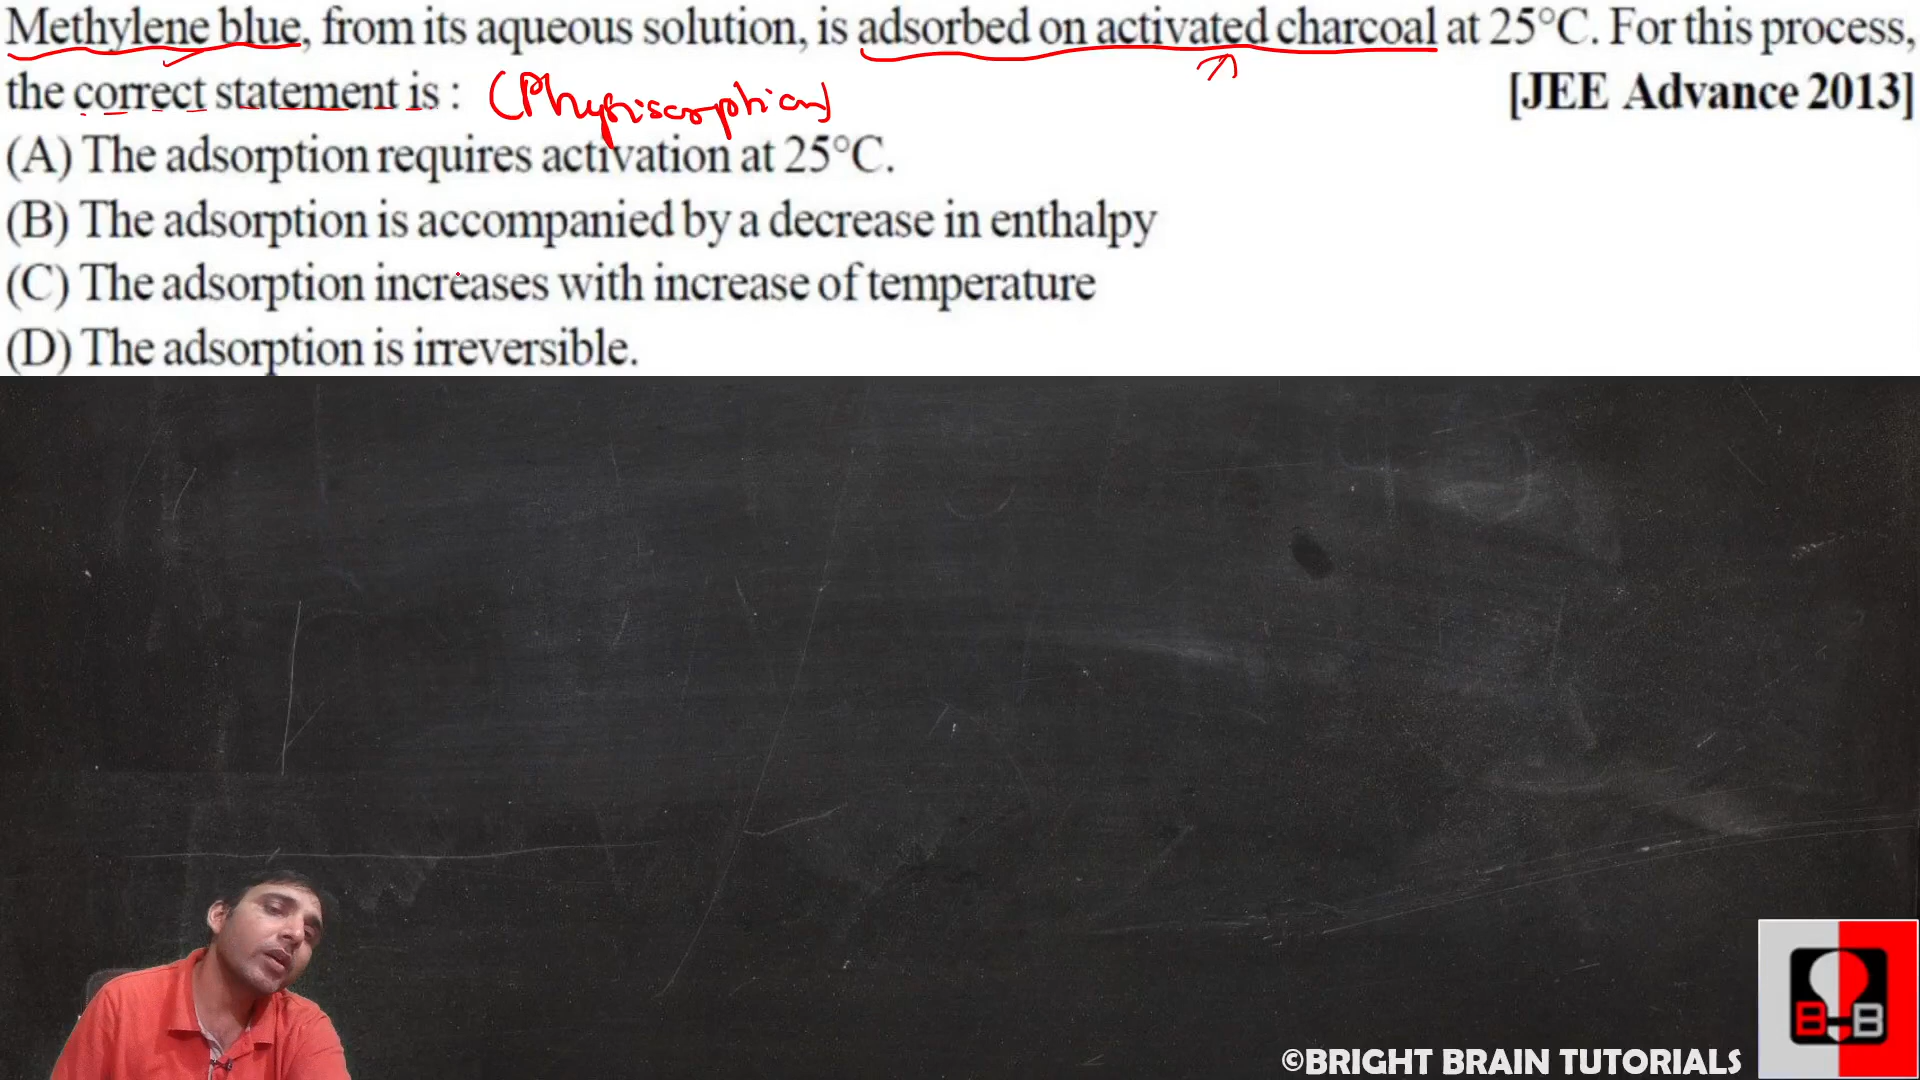 Methylene blue, from its aqueous solution, is adsorbed on activated charcoal at 25°C. For this process,
the correct statement is : (Physisorption) [JEE Advance 2013]
(A) The adsorption requires activation at 25°C.
(B) The adsorption is accompanied by a decrease in enthalpy
(C) The adsorption increases with increase of temperature
(D) The adsorption is irreversible.
B B
©BRIGHT BRAIN TUTORIALS